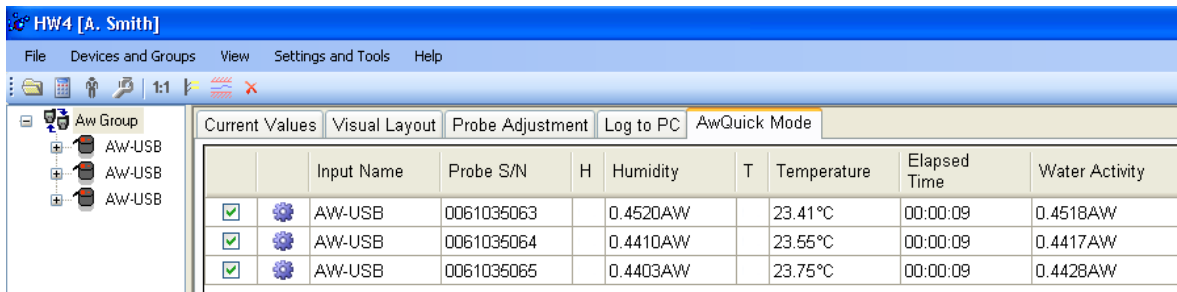 HW4 [A. Smith]
File Devices and Groups View Settings and Tools Help
1:1
Aw Group
AW-USB
AW-USB
AW-USB
Current Values Visual Layout Probe Adjustment Log to PC AwQuick Mode
Input Name Probe S/N H Humidity T Temperature Elapsed Time Water Activity
AW-USB 0061035063 0.4520AW 23.41°C 00:00:09 0.4518AW
AW-USB 0061035064 0.4410AW 23.55°C 00:00:09 0.4417AW
AW-USB 0061035065 0.4403AW 23.75°C 00:00:09 0.4428AW